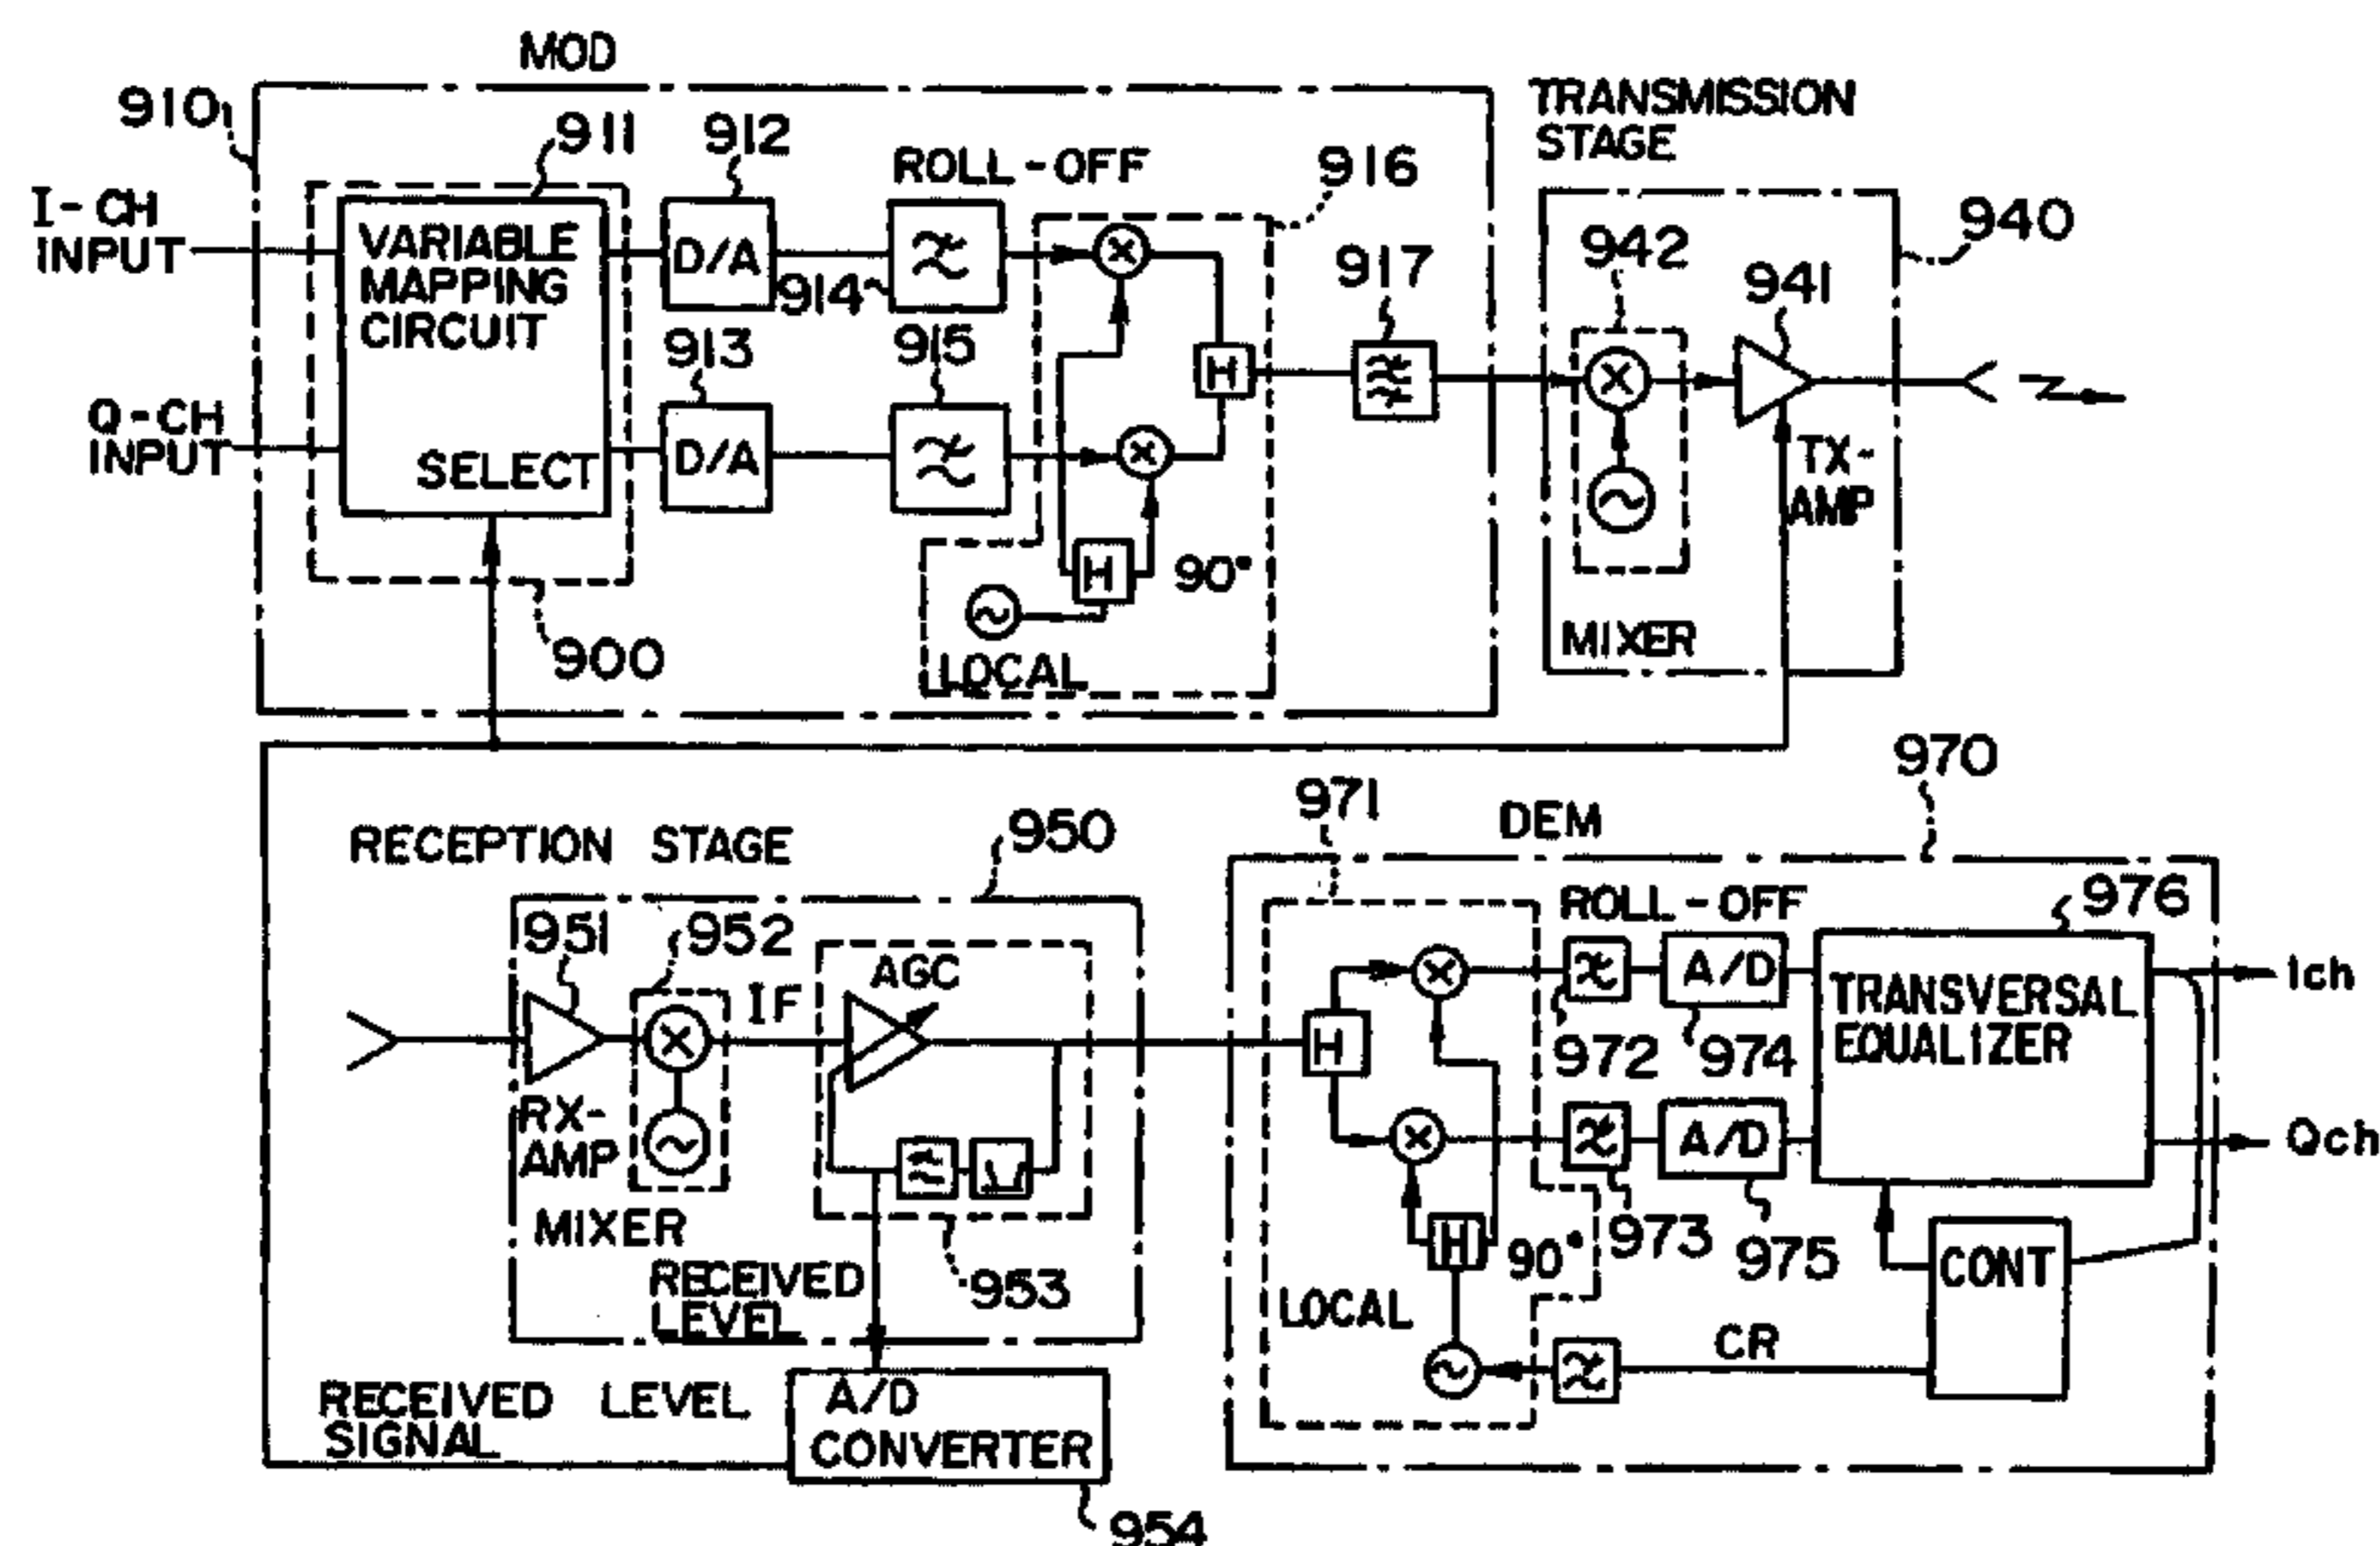 MOD
TRANSMISSION
STAGE
910
911
912
ROLL-OFF
916
940
I-CH
INPUT
VARIABLE
MAPPING
CIRCUIT
SELECT
D/A
914
917
942
941
913
915
Q-CH
INPUT
D/A
H
H
90°
TX-
AMP
900
LOCAL
MIXER
970
971
DEM
RECEPTION STAGE
950
951
952
IF
AGC
ROLL-OFF
976
A/D
TRANSVERSAL
EQUALIZER
Ich
H
972
974
RX-
AMP
A/D
Qch
MIXER
H
90°
973
975
CONT
RECEIVED
LEVEL
953
LOCAL
CR
RECEIVED LEVEL
SIGNAL
A/D
CONVERTER
954